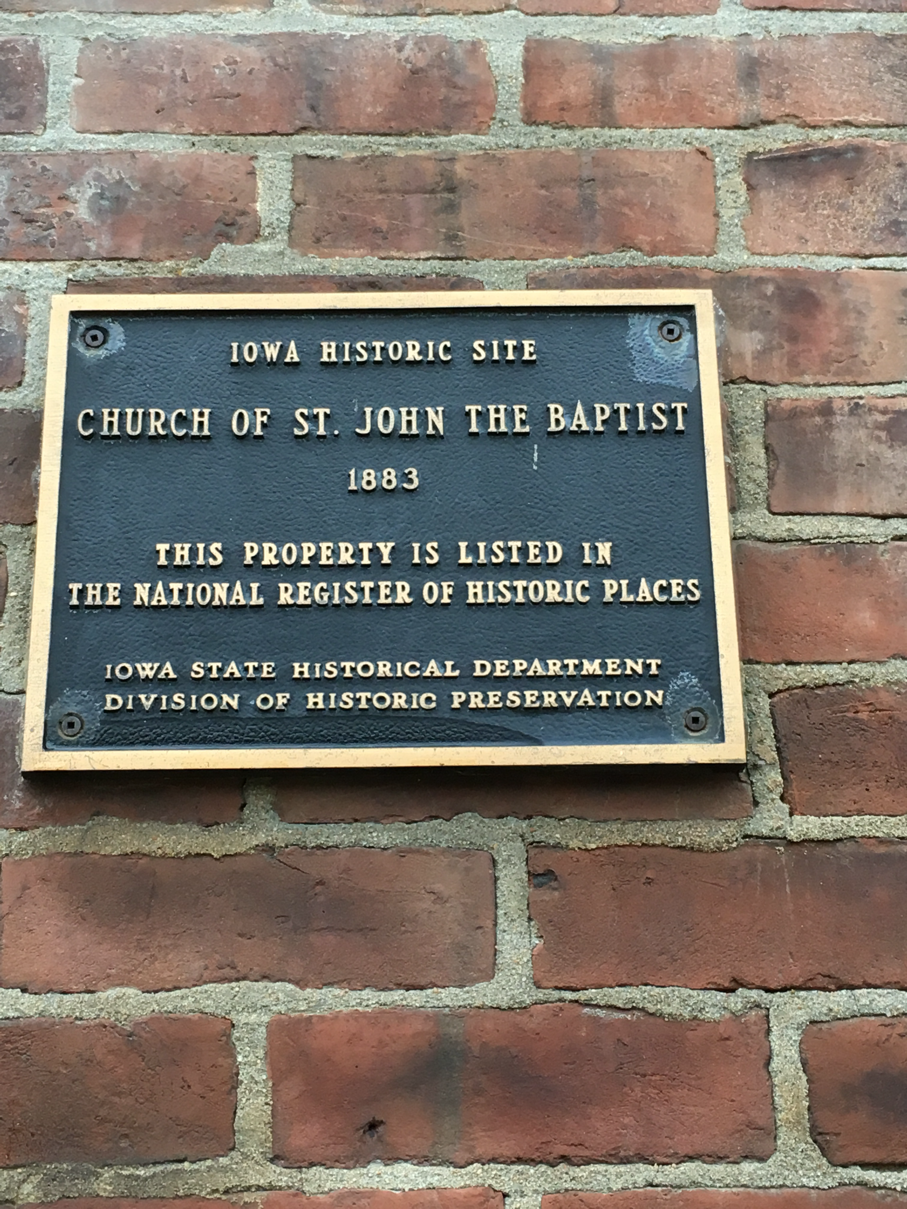 IOWA HISTORIC SITE
CHURCH OF ST. JOHN THE BAPTIST
1883
THIS PROPERTY IS LISTED IN
THE NATIONAL REGISTER OF HISTORIC PLACES
IOWA STATE HISTORICAL DEPARTMENT
DIVISION OF HISTORIC PRESERVATION